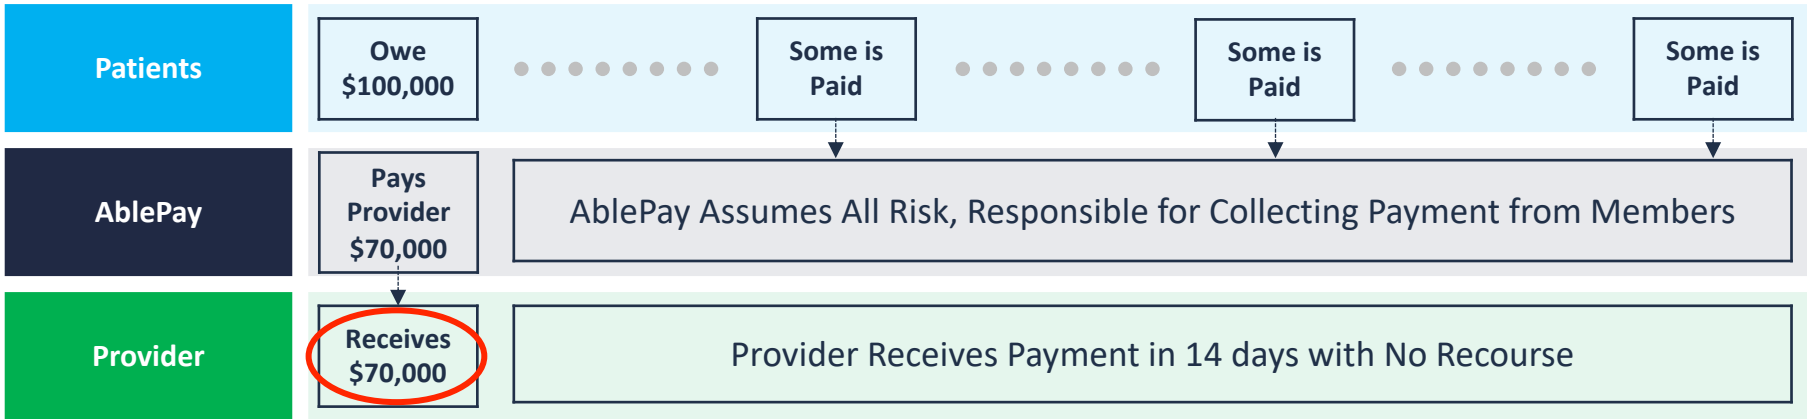 Patients
Owe
$100,000
Some is
Paid
Some is
Paid
Some is
Paid
AblePay
Pays
Provider
$70,000
AblePay Assumes All Risk, Responsible for Collecting Payment from Members
Provider
Receives
$70,000
Provider Receives Payment in 14 days with No Recourse